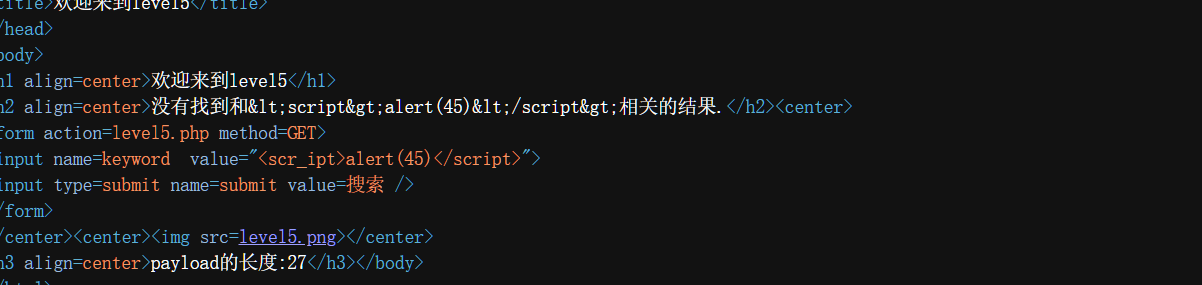 title>欢迎来到level5</title>
/head>
body>
h1 align=center>欢迎来到level5</h1>
h2 align=center>没有找到和&lt;script&gt;alert(45)&lt;/script&gt;相关的结果.</h2><center>
form action=level5.php method=GET>
input name=keyword  value="<scr_ipt>alert(45)</script>">
input type=submit name=submit value=搜索 />
/form>
/center><center><img src=level5.png></center>
h3 align=center>payload的长度:27</h3></body>
/html>